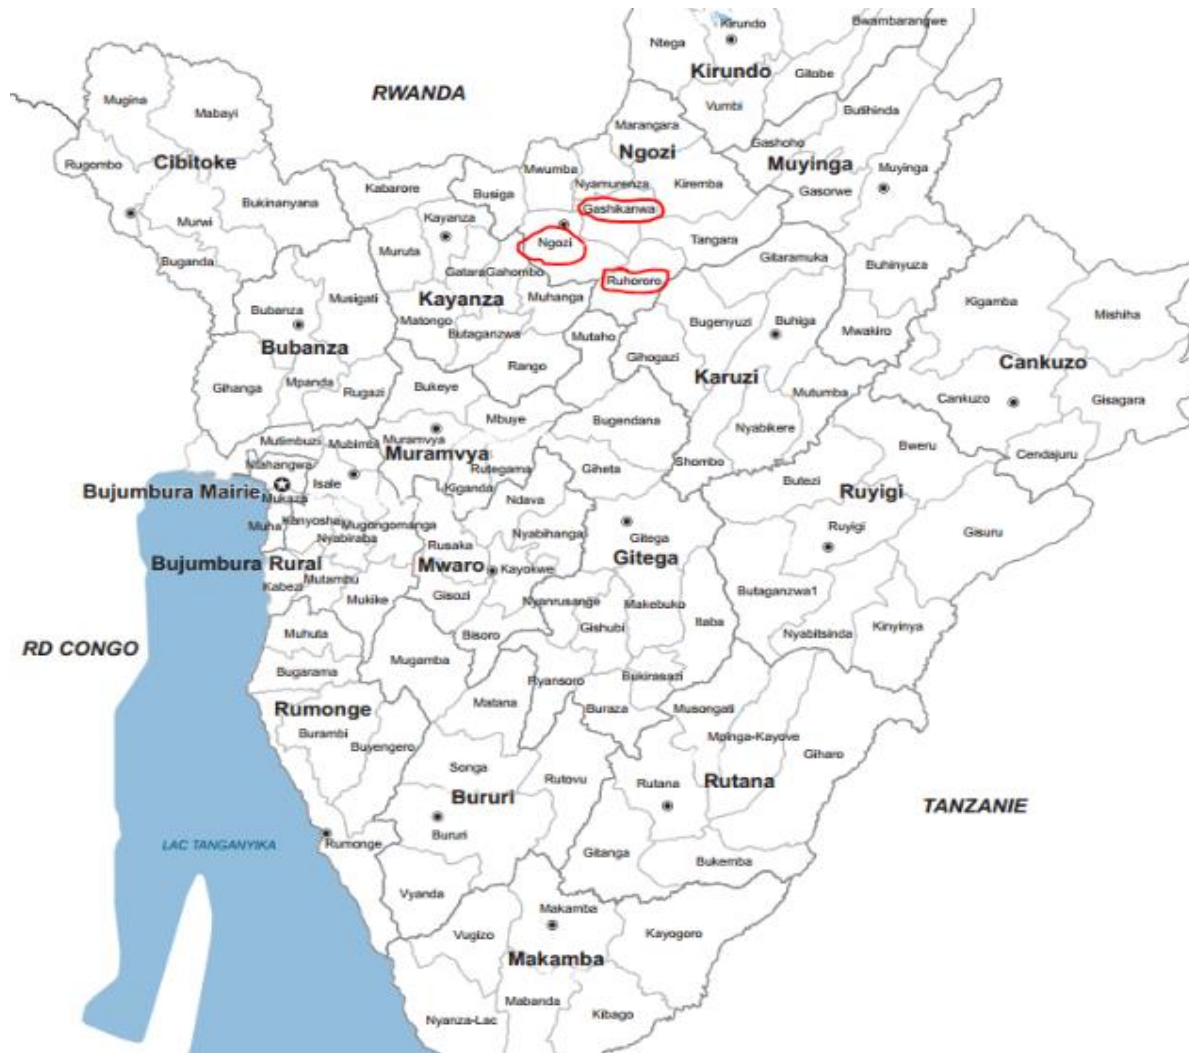 Kirundo
Bwambarangwe
Ntega
Kirundo
Gitobe
RWANDA
Mugina
Mabayi
Vumbi
Butihinda
Marangara
Gashoho
Ngozi
Muyinga
Rugombo
Cibitoke
Mwumba
Muyinga
Kabarore
Busiga
Nyamurenza
Kiremba
Gasorwe
Bukinanyana
Gashikanwa
Murwi
Kayanza
Ngozi
Tangara
Muruta
Buganda
Gitaramuka
Buhinyuza
Gatara
Gahombo
Ruhororo
Musigati
Kayanza
Muhanga
Kigamba
Bubanza
Mishiha
Matongo
Bugenyuzi
Buhiga
Butaganzwa
Mutaho
Mwakiro
Bubanza
Gihogazi
Rango
Cankuzo
Karuzi
Gihanga
Mpanda
Rugazi
Bukeye
Mutumba
Cankuzo
Gisagara
Mbuye
Bugendana
Nyabikere
Mutimbuzi
Mubimbi
Muramvya
Bweru
Muramvya
Cendajuru
Ntahangwa
Rutegama
Giheta
Shombo
Isale
Kiganda
Butezi
Bujumbura Mairie
Mukaza
Ndava
Ruyigi
Muha
Kanyosha
Mugongomanga
Nyabiraba
Nyabihanga
Gitega
Ruyigi
Gisuru
Rusaka
Gitega
Bujumbura Rural
Mwaro
Kayokwe
Kabezi
Mutambu
Mukike
Gisozi
Nyanrusange
Makebuko
Butaganzwa1
Gishubi
Itaba
Kinyinya
Muhuta
Bisoro
Nyabitsinda
RD CONGO
Mugamba
Bugarama
Ryansoro
Bukirasazi
Matana
Rumonge
Buraza
Musongati
Burambi
Mpinga-Kayove
Buyengero
Giharo
Songa
Rutovu
Rutana
Rutana
Bururi
TANZANIE
Bururi
LAC TANGANYIKA
Rumonge
Gitanga
Bukemba
Vyanda
Makamba
Vugizo
Kayogoro
Makamba
Mabanda
Kibago
Nyanza-Lac